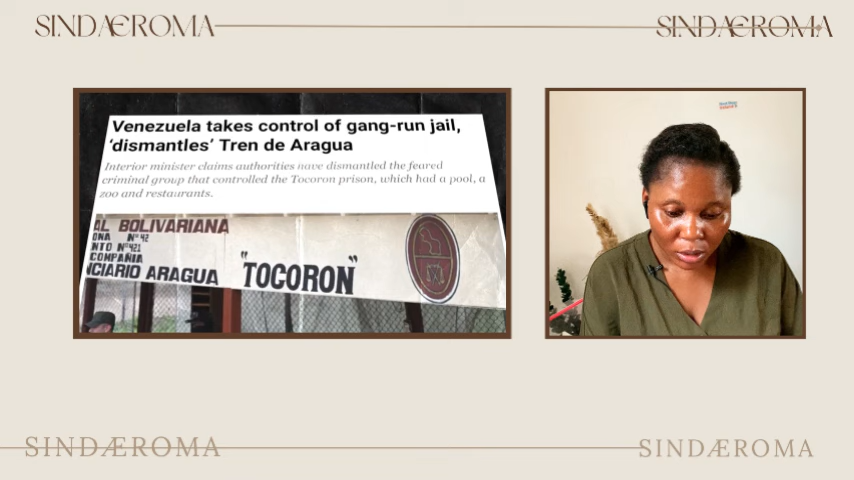 SINDÆROMA
SINDÆROMA
Venezuela takes control of gang-run jail,
‘dismantles’ Tren de Aragua
Interior minister claims authorities have dismantled the feared
criminal group that controlled the Tocoron prison, which had a pool, a
zoo and restaurants.
AL BOLIVARIANA
ONA Nº 42
NTO Nº421
COMPAÑIA
NCIARIO ARAGUA
"TOCORON"
SINDÆROMA
SINDÆROMA